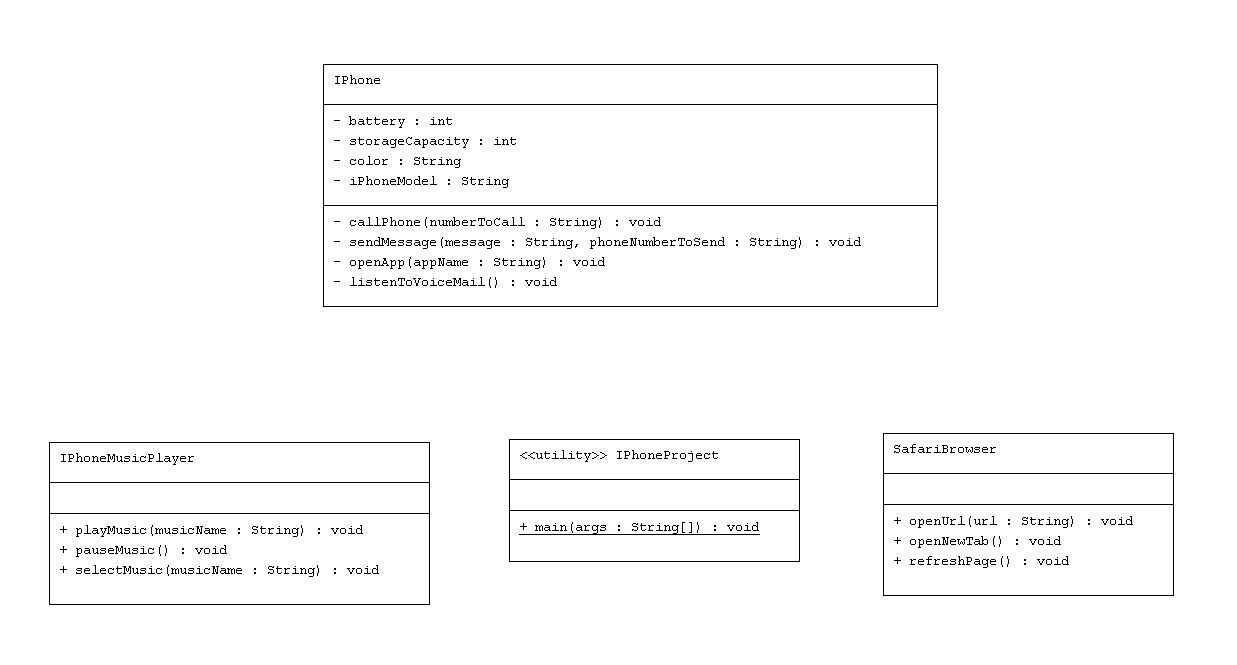 IPhone
- battery : int
- storageCapacity : int
- color : String
- iPhoneModel : String
- callPhone(numberToCall : String) : void
- sendMessage(message : String, phoneNumberToSend : String) : void
- openApp(appName : String) : void
- listenToVoiceMail() : void
IPhoneMusicPlayer
+ playMusic(musicName : String) : void
+ pauseMusic() : void
+ selectMusic(musicName : String) : void
<<utility>> IPhoneProject
+ main(args : String[]) : void
SafariBrowser
+ openUrl(url : String) : void
+ openNewTab() : void
+ refreshPage() : void